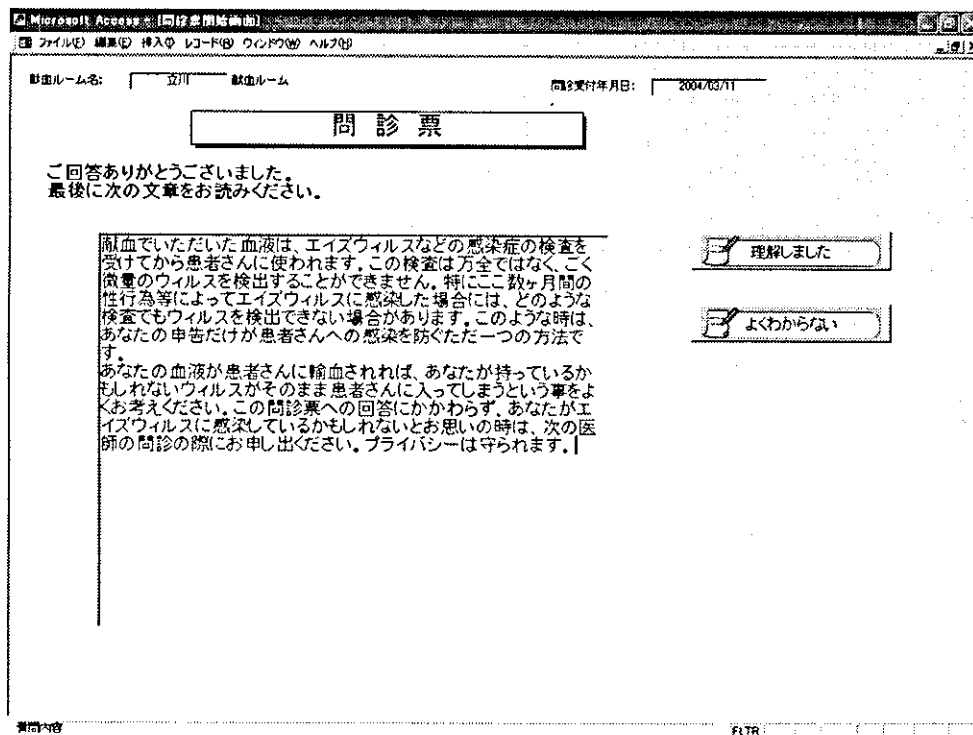 Microsoft Access - [問診票開始画面]
ファイル(F) 編集(E) 挿入(I) レコード(R) ウィンドウ(W) ヘルプ(H)
献血ルーム名: 立川 献血ルーム 問診受付年月日: 2004/03/11
問診票
ご回答ありがとうございました。
最後に次の文章をお読みください。
献血でいただいた血液は、エイズウィルスなどの感染症の検査を
受けてから患者さんに使われます。この検査は万全ではなく、ごく
微量のウィルスを検出することができません。特にここ数ヶ月間の
性行為等によってエイズウィルスに感染した場合には、どのような
検査でもウィルスを検出できない場合があります。このような時は、
あなたの申告だけが患者さんへの感染を防ぐただ一つの方法で
す。
あなたの血液が患者さんに輸血されれば、あなたが持っているか
もしれないウィルスがそのまま患者さんに入ってしまうという事をよ
くお考えください。この問診票への回答にかかわらず、あなたがエ
イズウィルスに感染しているかもしれないとお思いの時は、次の医
師の問診の際にお申し出ください。プライバシーは守られます。
理解しました
よくわからない
質問内容 FLTR